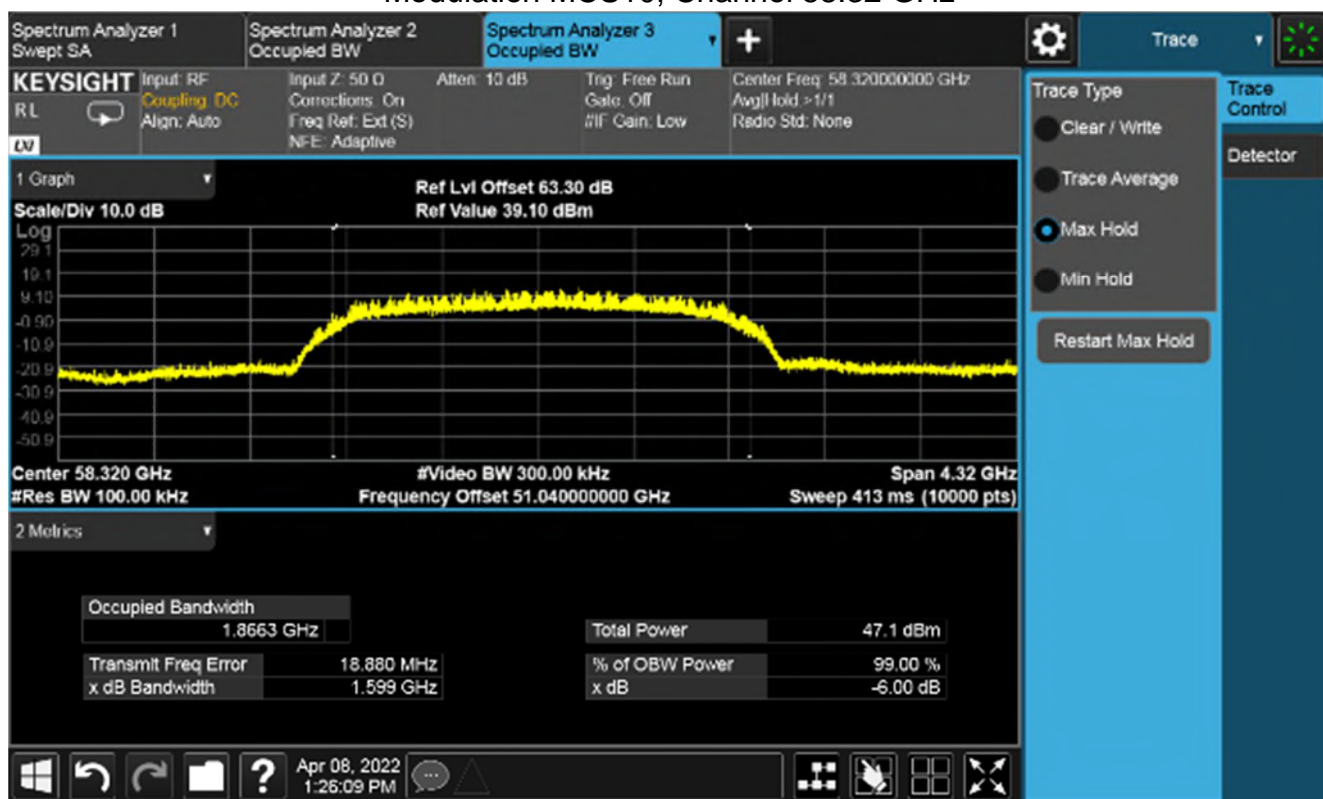 Modulation MCS10, Channel 58.32 GHz
Spectrum Analyzer 1
Swept SA
Spectrum Analyzer 2
Occupied BW
Spectrum Analyzer 3
Occupied BW
Trace
KEYSIGHT
RL
LXI
Input: RF
Coupling: DC
Align: Auto
Input Z: 50 Ω
Corrections: On
Freq Ref: Ext (S)
NFE: Adaptive
Atten: 10 dB
Trig: Free Run
Gate: Off
#IF Gain: Low
Center Freq: 58.320000000 GHz
Avg|Hold:>1/1
Radio Std: None
1 Graph
Scale/Div 10.0 dB
Ref Lvl Offset 63.30 dB
Ref Value 39.10 dBm
Log
29.1
19.1
9.10
-0.90
-10.9
-20.9
-30.9
-40.9
-50.9
Center 58.320 GHz
#Video BW 300.00 kHz
Span 4.32 GHz
#Res BW 100.00 kHz
Frequency Offset 51.040000000 GHz
Sweep 413 ms (10000 pts)
2 Metrics
Occupied Bandwidth
1.8663 GHz
Total Power 47.1 dBm
Transmit Freq Error 18.880 MHz
% of OBW Power 99.00 %
x dB Bandwidth 1.599 GHz
x dB -6.00 dB
Trace Type
Clear / Write
Trace Average
Max Hold
Min Hold
Restart Max Hold
Trace
Control
Detector
?
Apr 08, 2022
1:26:09 PM